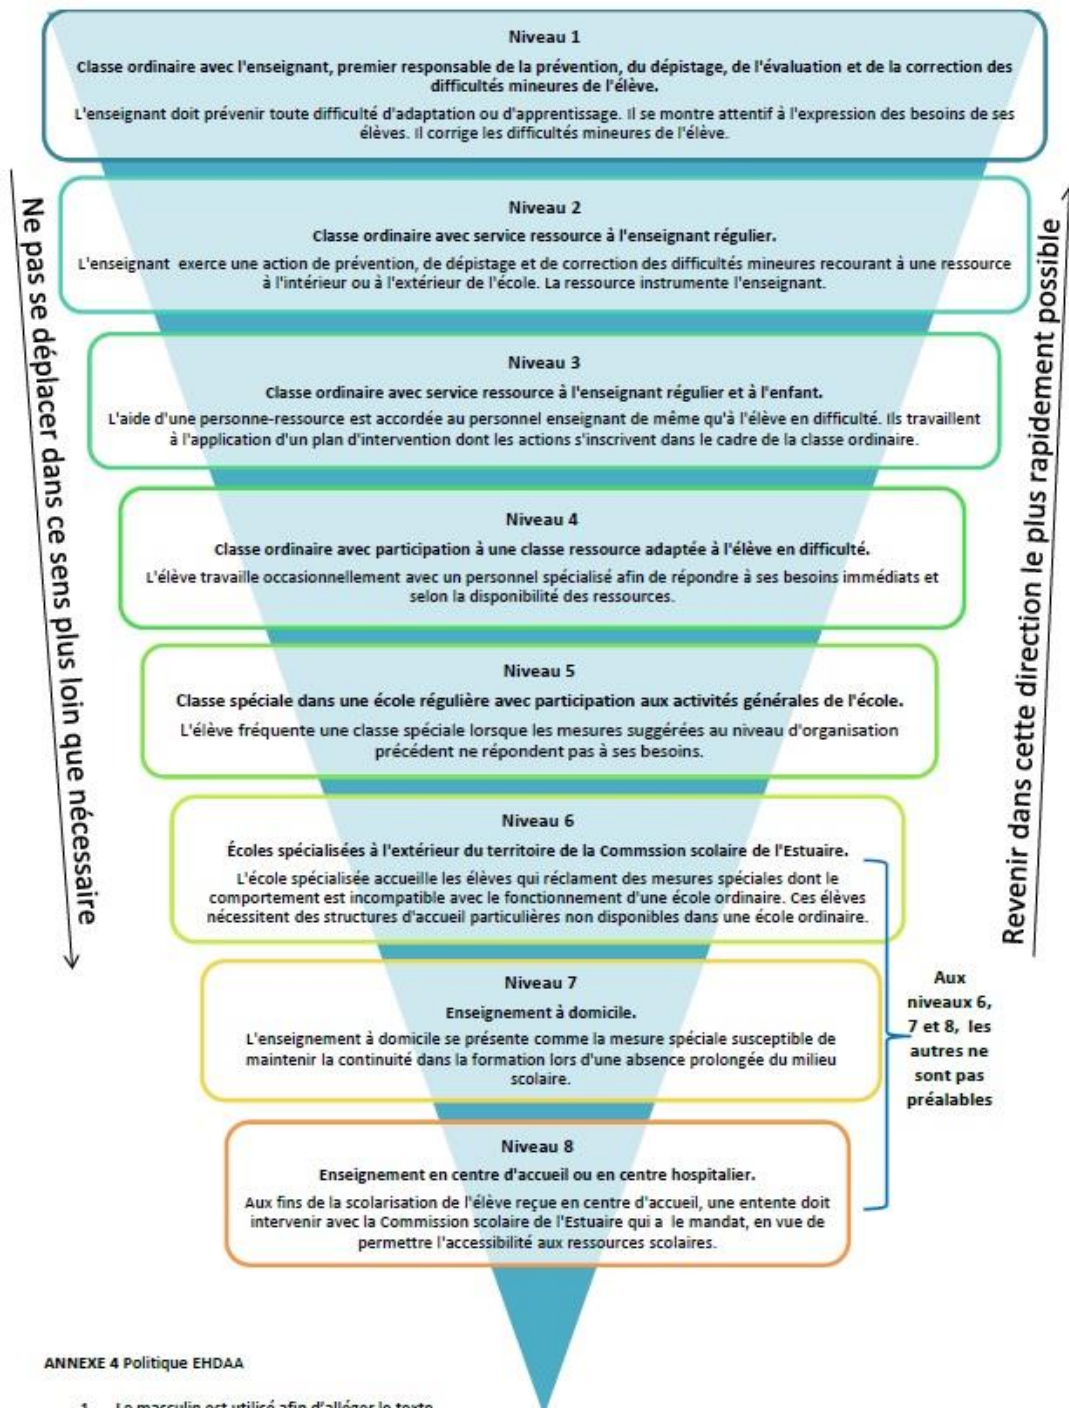 Niveau 1
Classe ordinaire avec l'enseignant, premier responsable de la prévention, du dépistage, de l'évaluation et de la correction des
difficultés mineures de l'élève.
L'enseignant doit prévenir toute difficulté d'adaptation ou d'apprentissage. Il se montre attentif à l'expression des besoins de ses
élèves. Il corrige les difficultés mineures de l'élève.
Ne pas se déplacer dans ce sens plus loin que nécessaire
Revenir dans cette direction le plus rapidement possible
Niveau 2
Classe ordinaire avec service ressource à l'enseignant régulier.
L'enseignant exerce une action de prévention, de dépistage et de correction des difficultés mineures recourant à une ressource
à l'intérieur ou à l'extérieur de l'école. La ressource instrumente l'enseignant.
Niveau 3
Classe ordinaire avec service ressource à l'enseignant régulier et à l'enfant.
L'aide d'une personne-ressource est accordée au personnel enseignant de même qu'à l'élève en difficulté. Ils travaillent
à l'application d'un plan d'intervention dont les actions s'inscrivent dans le cadre de la classe ordinaire.
Niveau 4
Classe ordinaire avec participation à une classe ressource adaptée à l'élève en difficulté.
L'élève travaille occasionnellement avec un personnel spécialisé afin de répondre à ses besoins immédiats et
selon la disponibilité des ressources.
Niveau 5
Classe spéciale dans une école régulière avec participation aux activités générales de l'école.
L'élève fréquente une classe spéciale lorsque les mesures suggérées au niveau d'organisation
précédent ne répondent pas à ses besoins.
Niveau 6
Écoles spécialisées à l'extérieur du territoire de la Commssion scolaire de l'Estuaire.
L'école spécialisée accueille les élèves qui réclament des mesures spéciales dont le
comportement est incompatible avec le fonctionnement d'une école ordinaire. Ces élèves
nécessitent des structures d'accueil particulières non disponibles dans une école ordinaire.
Niveau 7
Enseignement à domicile.
L'enseignement à domicile se présente comme la mesure spéciale susceptible de
maintenir la continuité dans la formation lors d'une absence prolongée du milieu
scolaire.
Aux
niveaux 6,
7 et 8, les
autres ne
sont pas
préalables
Niveau 8
Enseignement en centre d'accueil ou en centre hospitalier.
Aux fins de la scolarisation de l'élève reçue en centre d'accueil, une entente doit
intervenir avec la Commission scolaire de l'Estuaire qui a le mandat, en vue de
permettre l'accessibilité aux ressources scolaires.
ANNEXE 4 Politique EHDAA
1. Le masculin est utilisé afin d'alléger le texte